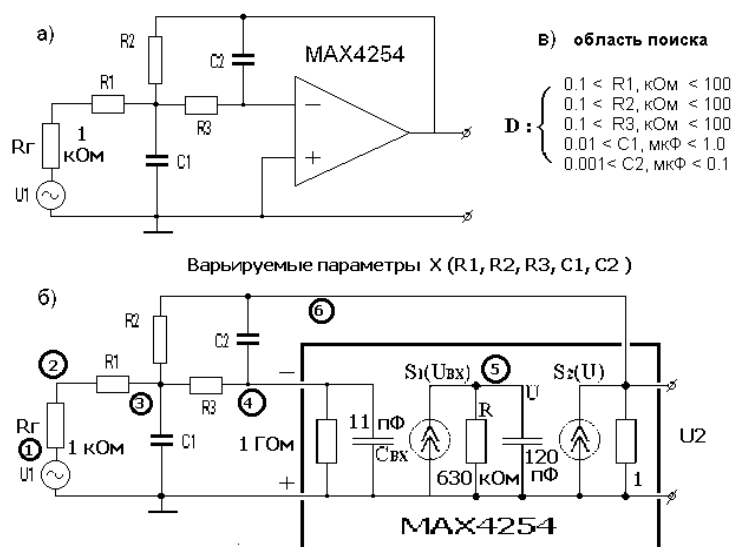 а)
R2
C2
MAX4254
R1
R3
−
+
Rг
1
кОм
C1
U1
в) область поиска
D :
0.1 < R1, кОм < 100
0.1 < R2, кОм < 100
0.1 < R3, кОм < 100
0.01 < C1, мкФ < 1.0
0.001< C2, мкФ < 0.1
Варьируемые параметры X (R1, R2, R3, C1, C2 )
б)
6
R2
C2
2
R1
−
S1(UВХ)
5
S2(U)
3
R3
4
U
R
Rг
1
1 кОм
C1
1 ГОм
11 пФ
CВХ
U2
U1
+
630
кОм
120
пФ
1
MAX4254